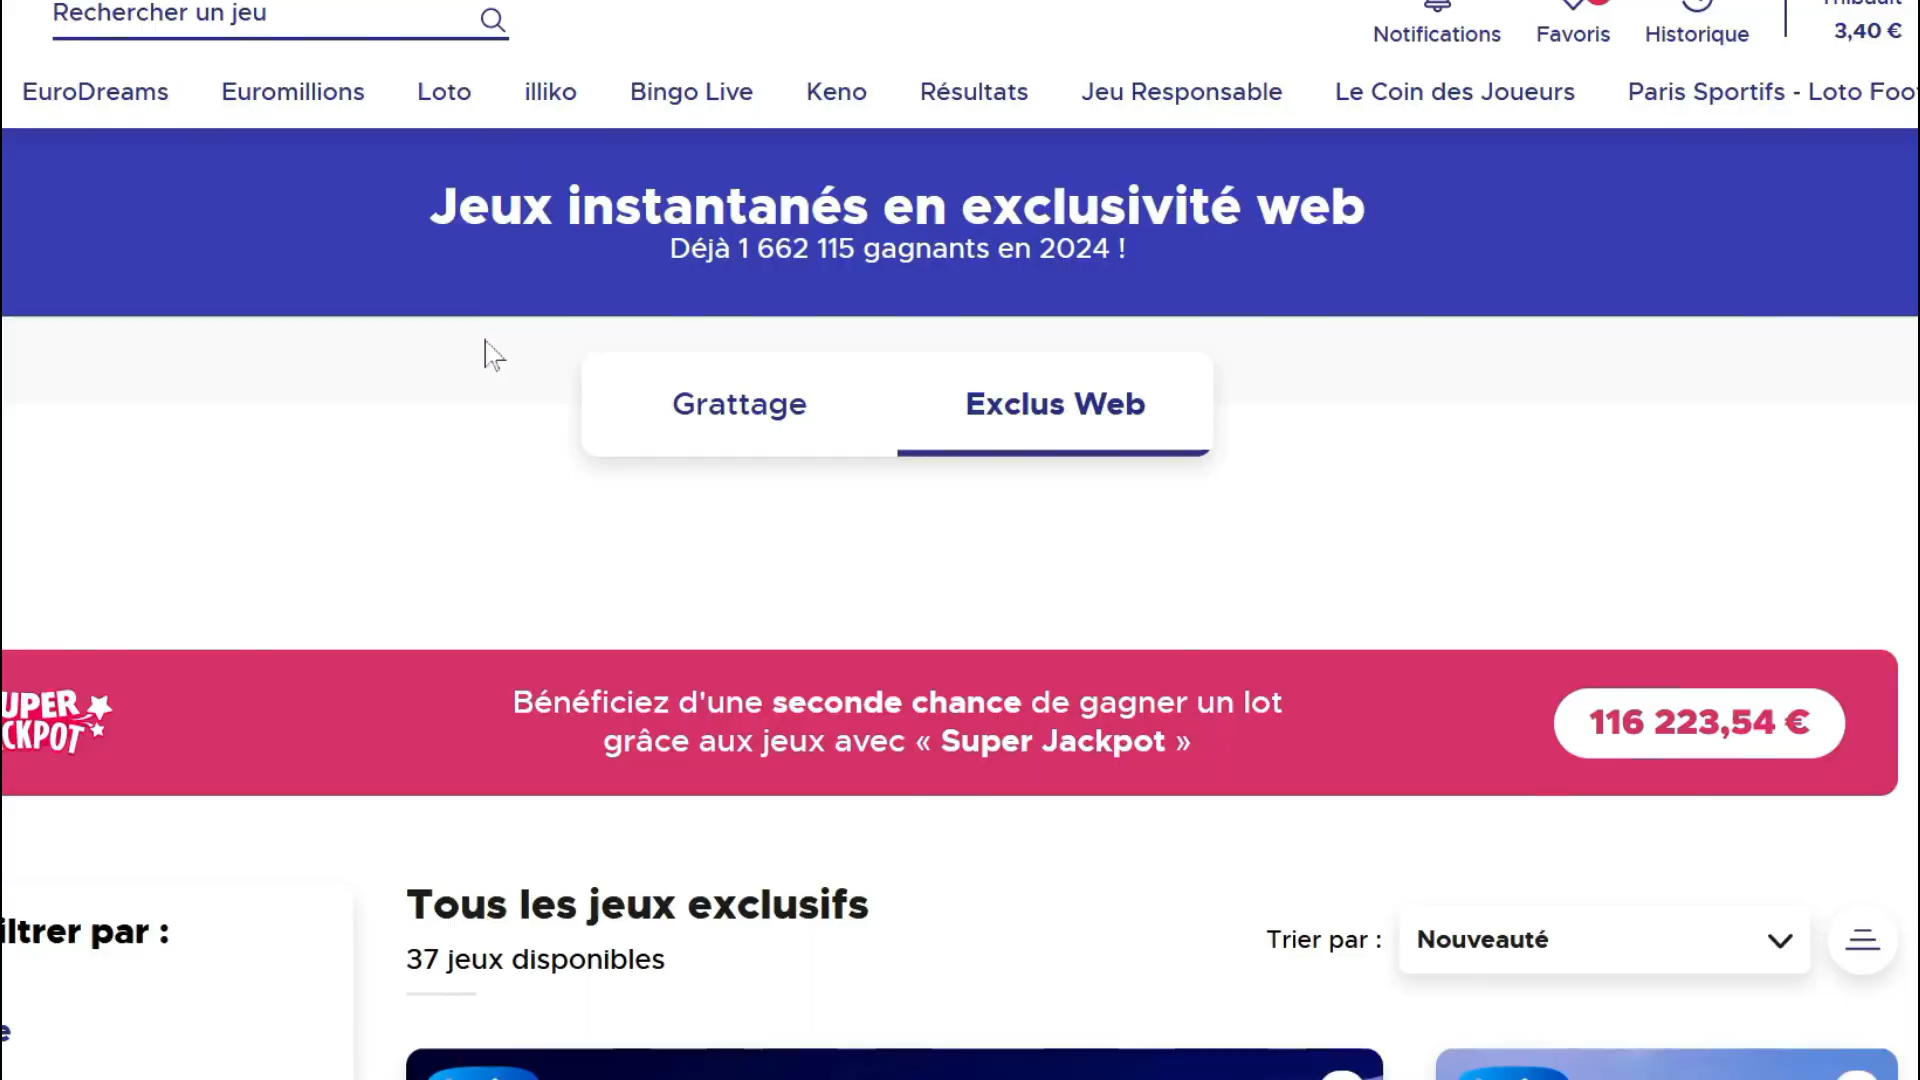 Rechercher un jeu
Notifications
Favoris
Historique
3,40 €
EuroDreams
Euromillions
Loto
illiko
Bingo Live
Keno
Résultats
Jeu Responsable
Le Coin des Joueurs
Paris Sportifs - Loto Foo
Jeux instantanés en exclusivité web
Déjà 1 662 115 gagnants en 2024 !
Grattage
Exclus Web
UPER
CKPOT
Bénéficiez d'une seconde chance de gagner un lot
grâce aux jeux avec « Super Jackpot »
116 223,54 €
iltrer par :
Tous les jeux exclusifs
37 jeux disponibles
Trier par :
Nouveauté